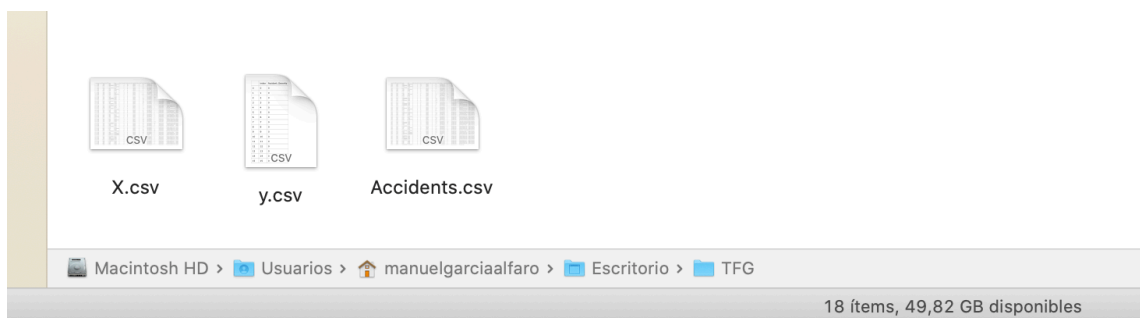 CSV CSV CSV
X.csv y.csv Accidents.csv
Macintosh HD > Usuarios > manuelgarciaalfaro > Escritorio > TFG
18 ítems, 49,82 GB disponibles